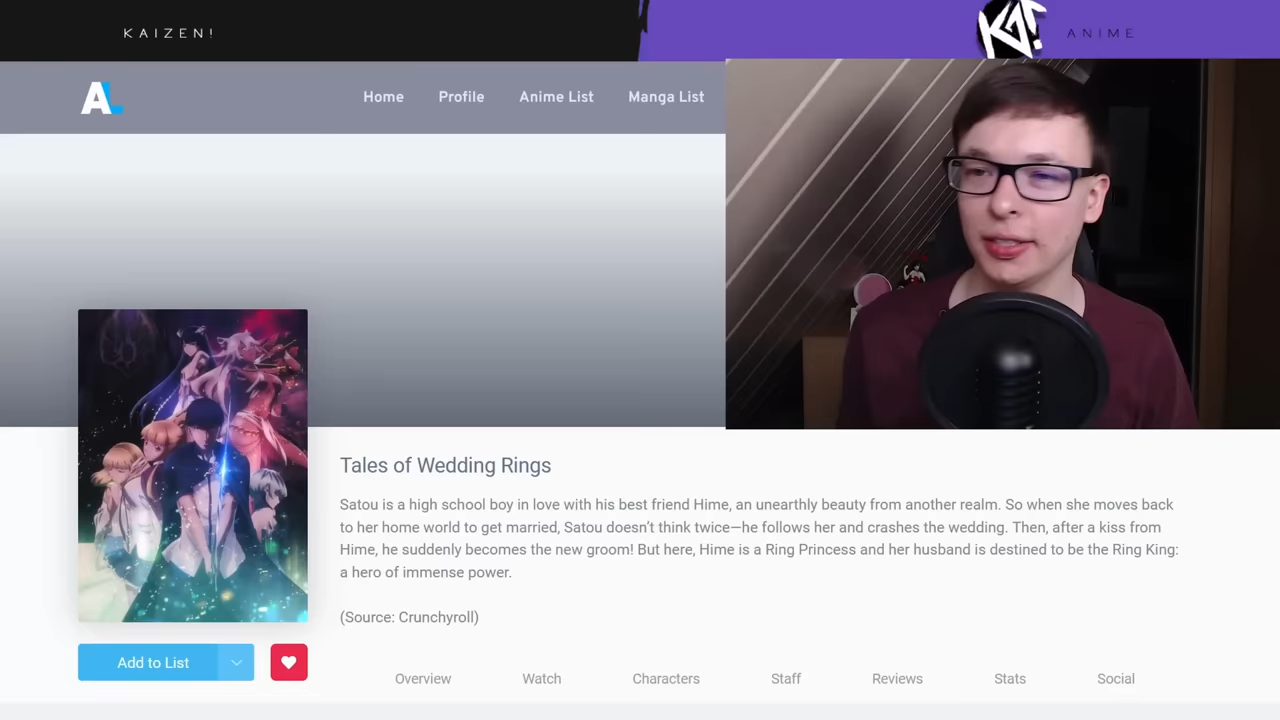 KAIZEN!
KA!
ANIME
AL
Home Profile Anime List Manga List
Tales of Wedding Rings
Satou is a high school boy in love with his best friend Hime, an unearthly beauty from another realm. So when she moves back
to her home world to get married, Satou doesn't think twice—he follows her and crashes the wedding. Then, after a kiss from
Hime, he suddenly becomes the new groom! But here, Hime is a Ring Princess and her husband is destined to be the Ring King:
a hero of immense power.
(Source: Crunchyroll)
Add to List
Overview Watch Characters Staff Reviews Stats Social